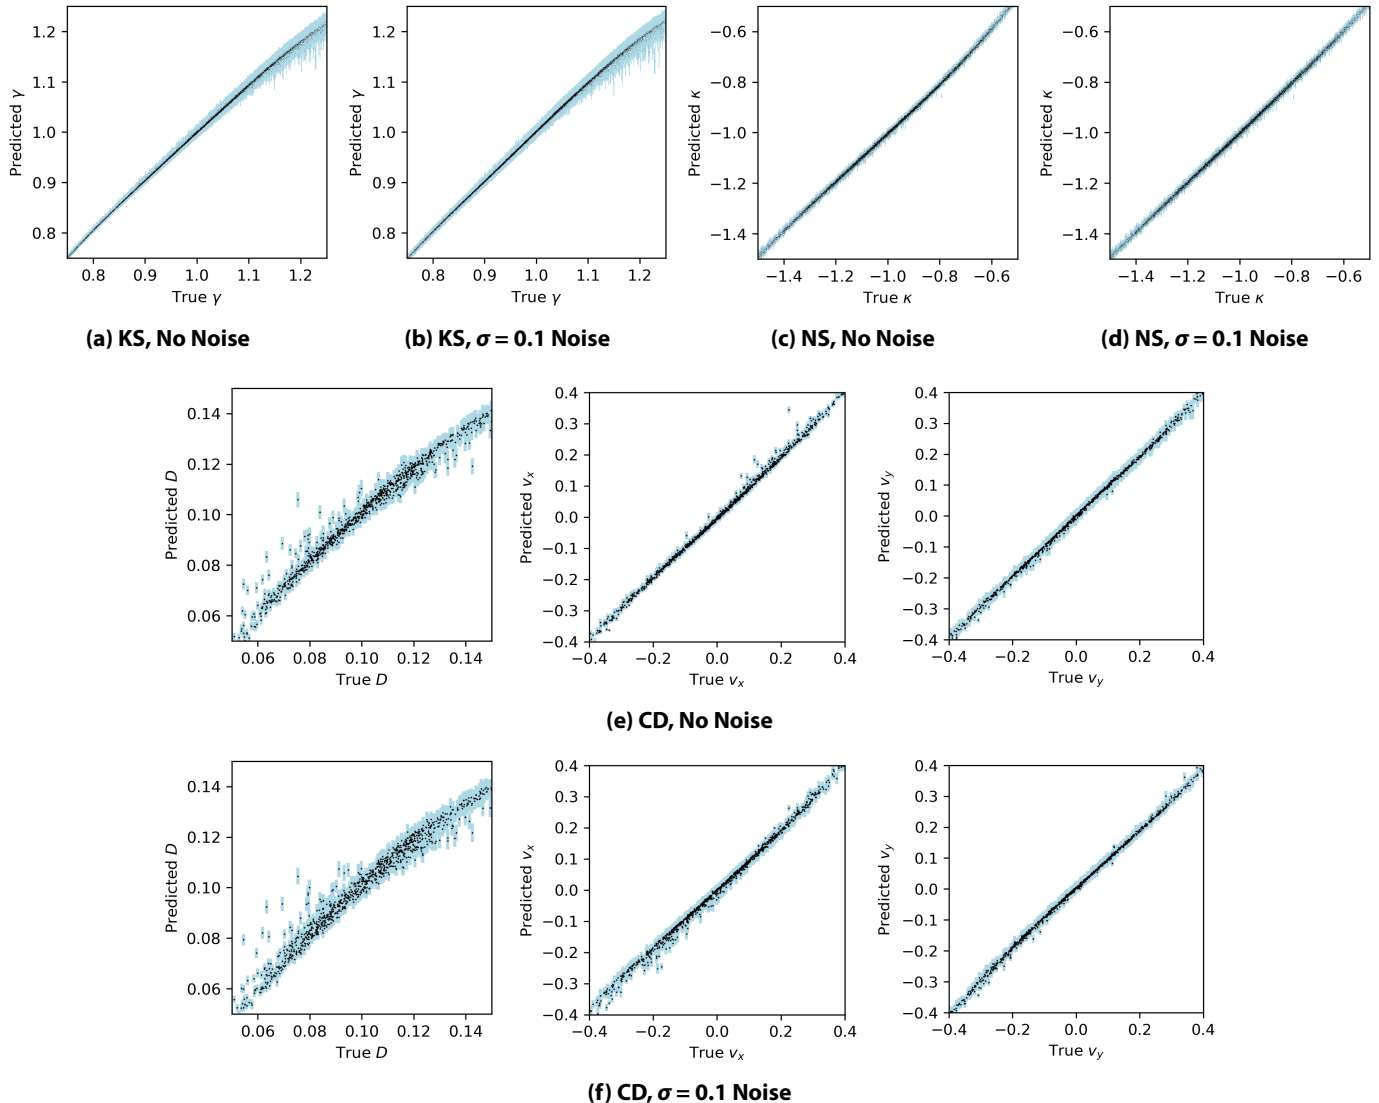 1.2
1.1
1.0
0.9
0.8
Predicted γ
0.8 0.9 1.0 1.1 1.2
True γ
(a) KS, No Noise
1.2
1.1
1.0
0.9
0.8
Predicted γ
0.8 0.9 1.0 1.1 1.2
True γ
(b) KS, σ = 0.1 Noise
−0.6
−0.8
−1.0
−1.2
−1.4
Predicted κ
−1.4 −1.2 −1.0 −0.8 −0.6
True κ
(c) NS, No Noise
−0.6
−0.8
−1.0
−1.2
−1.4
Predicted κ
−1.4 −1.2 −1.0 −0.8 −0.6
True κ
(d) NS, σ = 0.1 Noise
0.14
0.12
0.10
0.08
0.06
Predicted D
0.06 0.08 0.10 0.12 0.14
True D
0.4
0.3
0.2
0.1
0.0
−0.1
−0.2
−0.3
−0.4
Predicted vₓ
−0.4 −0.2 0.0 0.2 0.4
True vₓ
0.4
0.3
0.2
0.1
0.0
−0.1
−0.2
−0.3
−0.4
Predicted v_y
−0.4 −0.2 0.0 0.2 0.4
True v_y
(e) CD, No Noise
0.14
0.12
0.10
0.08
0.06
Predicted D
0.06 0.08 0.10 0.12 0.14
True D
0.4
0.3
0.2
0.1
0.0
−0.1
−0.2
−0.3
−0.4
Predicted vₓ
−0.4 −0.2 0.0 0.2 0.4
True vₓ
0.4
0.3
0.2
0.1
0.0
−0.1
−0.2
−0.3
−0.4
Predicted v_y
−0.4 −0.2 0.0 0.2 0.4
True v_y
(f) CD, σ = 0.1 Noise